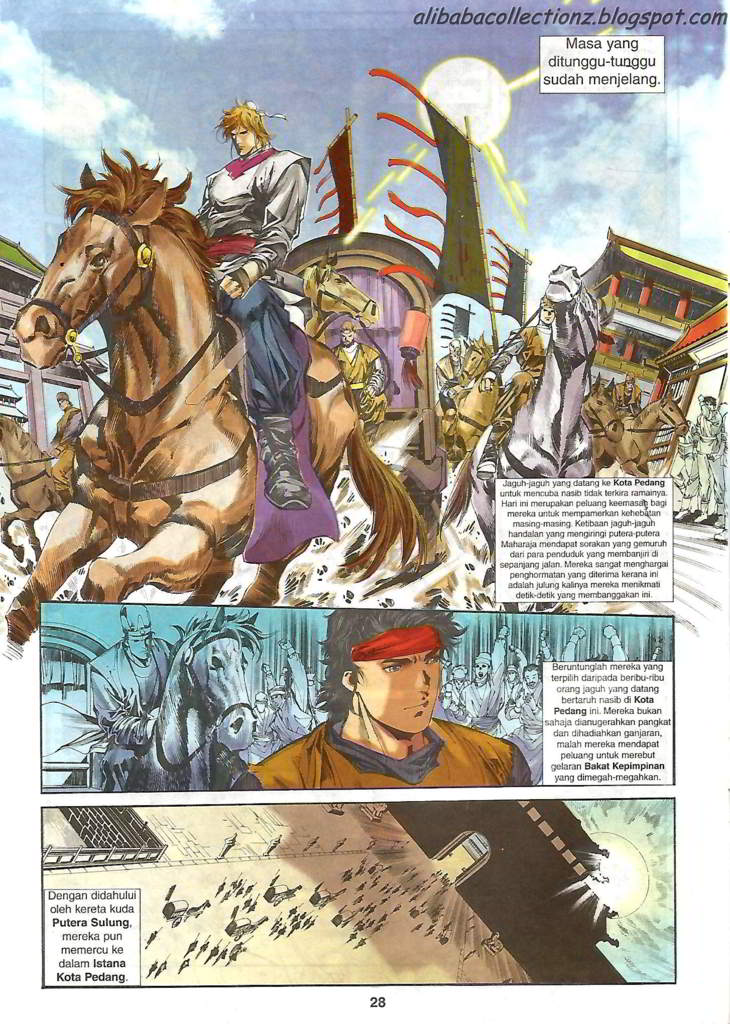 alibabacollectionz.blogspot.com
Masa yang
ditunggu-tunggu
sudah menjelang.
Jaguh-jaguh yang datang ke Kota Pedang
untuk mencuba nasib tidak terkira ramainya.
Hari ini merupakan peluang keemasan bagi
mereka untuk mempamerkan kehebatan
masing-masing. Ketibaan jaguh-jaguh
handalan yang mengiringi putera-putera
Maharaja mendapat sorakan yang gemuruh
dari para penduduk yang membanjiri di
sepanjang jalan. Mereka sangat menghargai
penghormatan yang diterima kerana ini
adalah julung kalinya mereka menikmati
detik-detik yang membanggakan ini.
Beruntunglah mereka yang
terpilih daripada beribu-ribu
orang jaguh yang datang
bertaruh nasib di Kota
Pedang ini. Mereka bukan
sahaja dianugerahkan pangkat
dan dihadiahkan ganjaran,
malah mereka mendapat
peluang untuk merebut
gelaran Bakat Kepimpinan
yang dimegah-megahkan.
Dengan didahului
oleh kereta kuda
Putera Sulung,
mereka pun
memercu ke
dalam Istana
Kota Pedang.
28